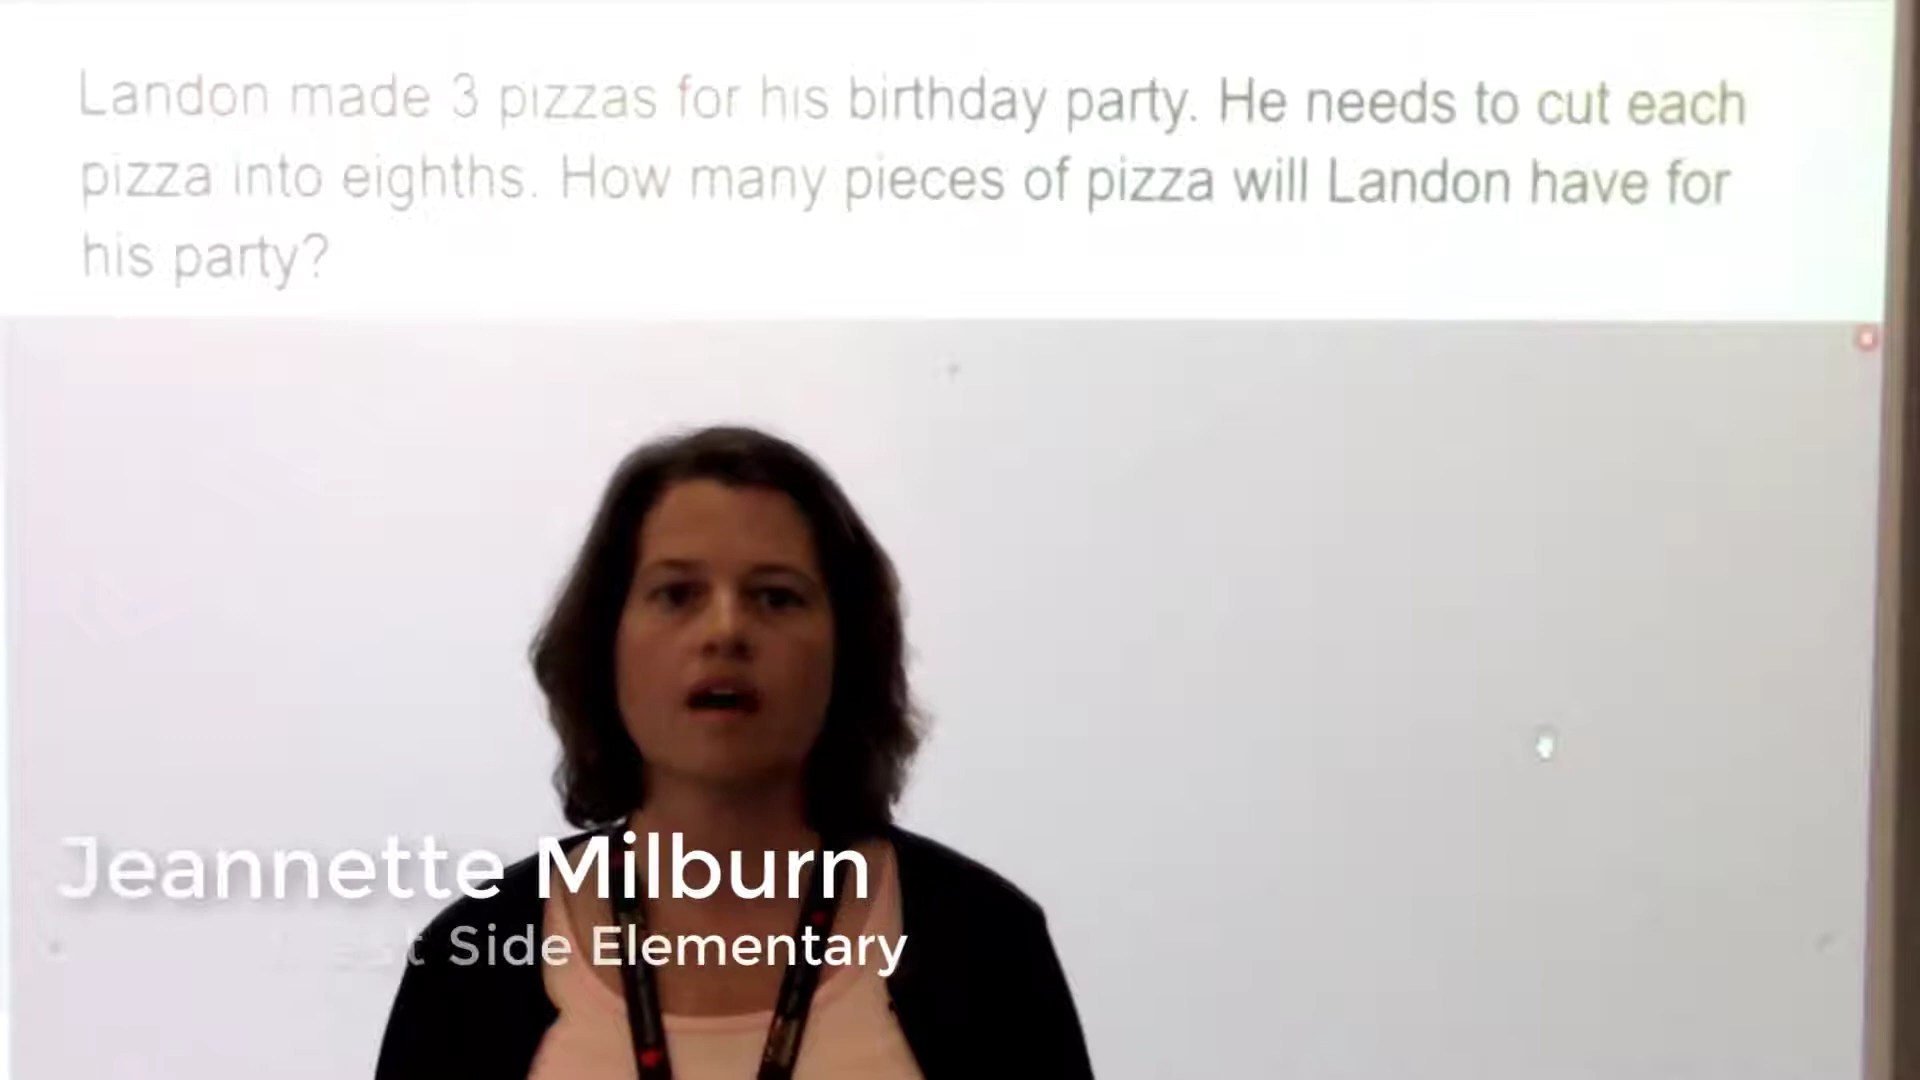 Landon made 3 pizzas for his birthday party. He needs to cut each
pizza into eighths. How many pieces of pizza will Landon have for
his party?
Jeannette Milburn
Side Elementary